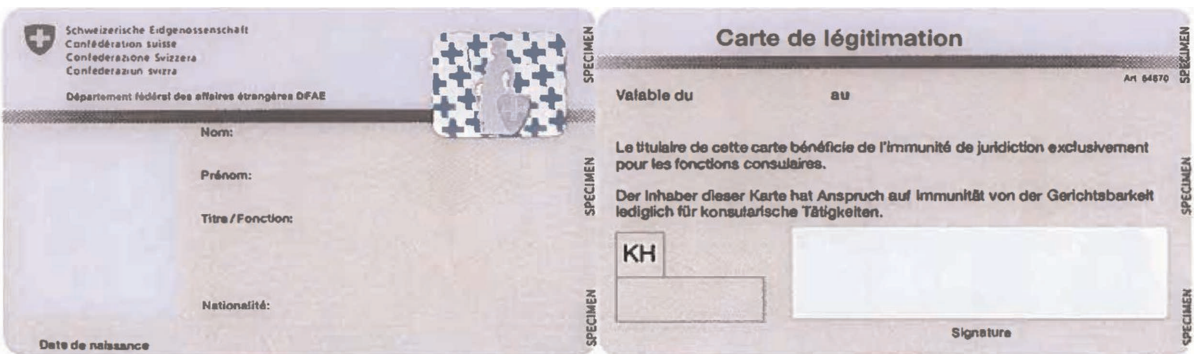 Schweizerische Eidgenossenschaft
Confédération suisse
Confederazione Svizzera
Confederaziun svizra
Département fédéral des affaires étrangères DFAE
Nom:
Prénom:
Titre/Fonction:
Nationalité:
Date de naissance
SPECIMEN
SPECIMEN
SPECIMEN
Carte de légitimation
Art 64870
Valable du au
Le titulaire de cette carte bénéficie de l'immunité de juridiction exclusivement
pour les fonctions consulaires.
Der Inhaber dieser Karte hat Anspruch auf Immunität von der Gerichtsbarkeit
lediglich für konsularische Tätigkeiten.
KH
Signature
SPECIMEN
SPECIMEN
SPECIMEN